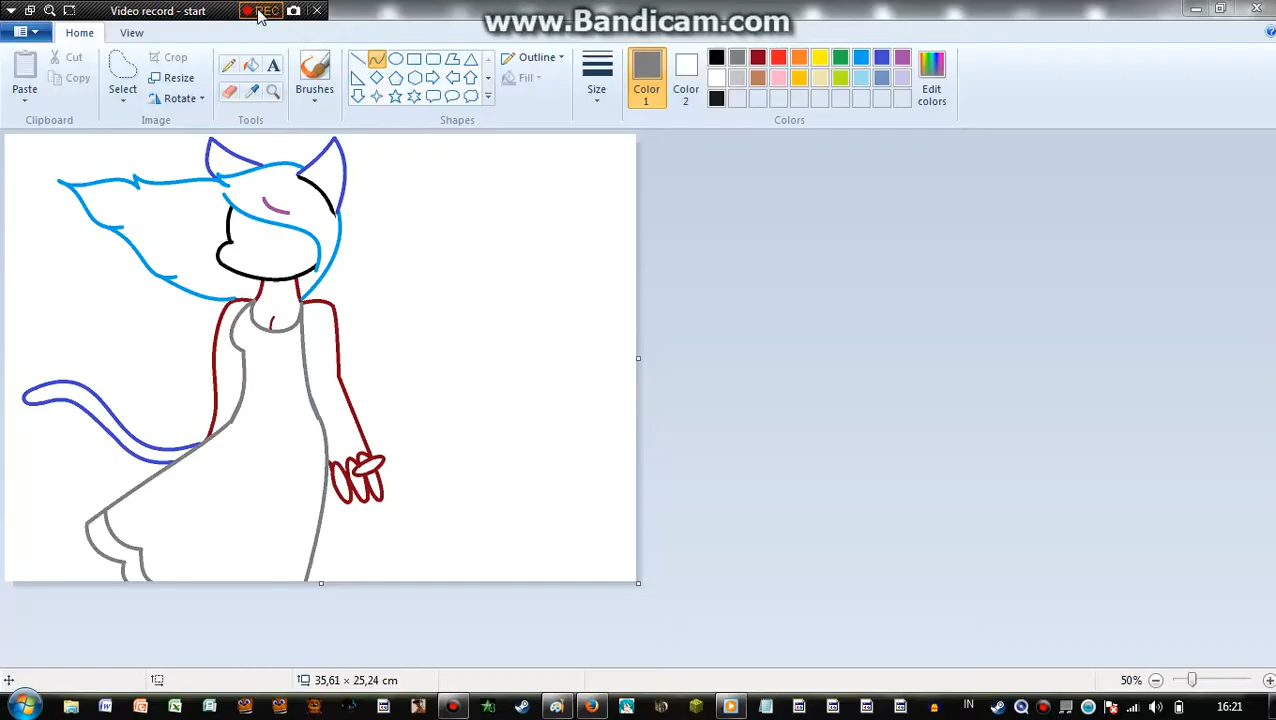 www.Bandicam.com
Video record - start
REC
Home
View
Paste
Cut
Copy
Clipboard
Select
Crop
Resize
Rotate
Image
A
Tools
Brushes
Outline
Fill
Shapes
Size
Color 1
Color 2
Edit colors
Colors
35,61 × 25,24 cm
50%
IN
16:21